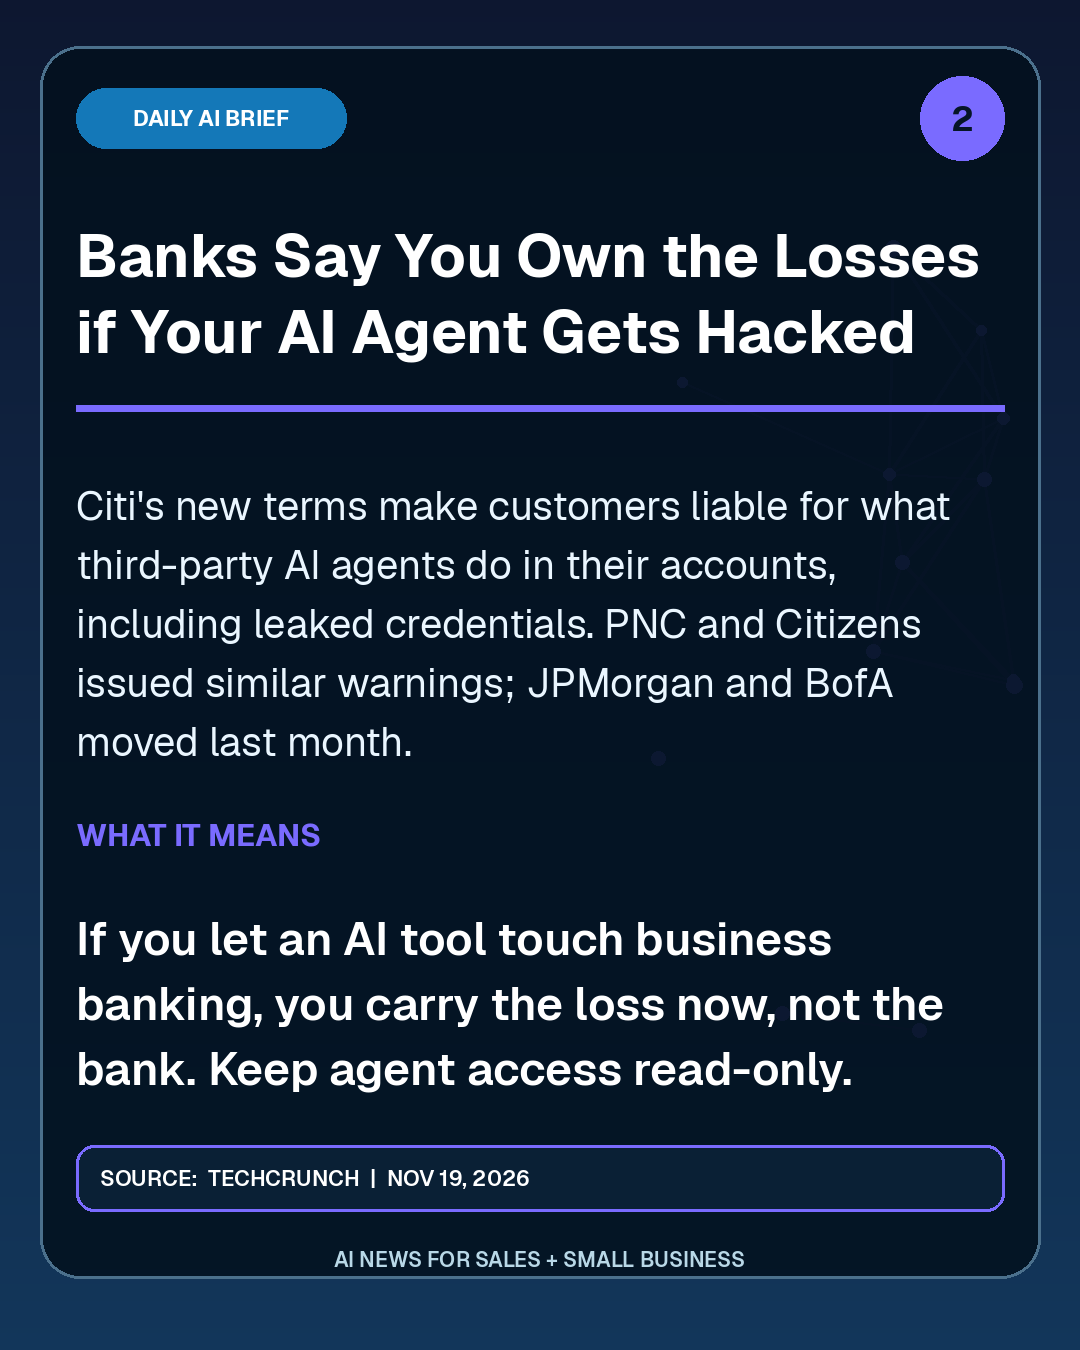 DAILY AI BRIEF
2
Banks Say You Own the Losses
if Your AI Agent Gets Hacked
Citi's new terms make customers liable for what
third-party AI agents do in their accounts,
including leaked credentials. PNC and Citizens
issued similar warnings; JPMorgan and BofA
moved last month.
WHAT IT MEANS
If you let an AI tool touch business
banking, you carry the loss now, not the
bank. Keep agent access read-only.
SOURCE: TECHCRUNCH | NOV 19, 2026
AI NEWS FOR SALES + SMALL BUSINESS